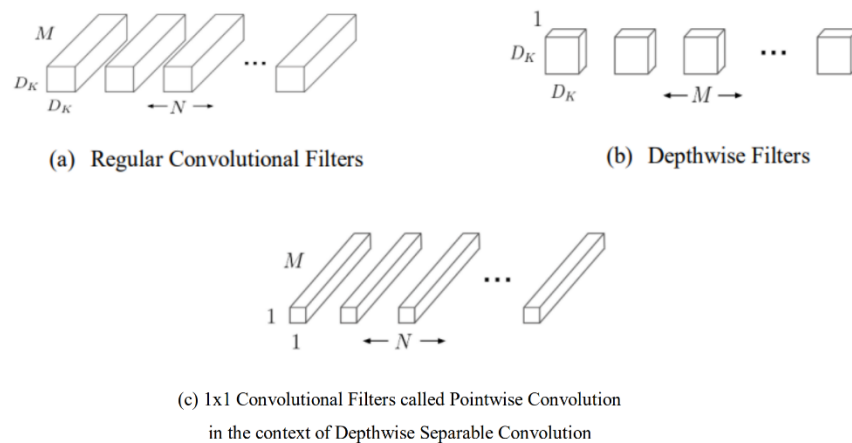 M
D_K
D_K
...
← N →
(a) Regular Convolutional Filters
1
D_K
D_K
...
← M →
(b) Depthwise Filters
M
1
1
...
← N →
(c) 1x1 Convolutional Filters called Pointwise Convolution
in the context of Depthwise Separable Convolution